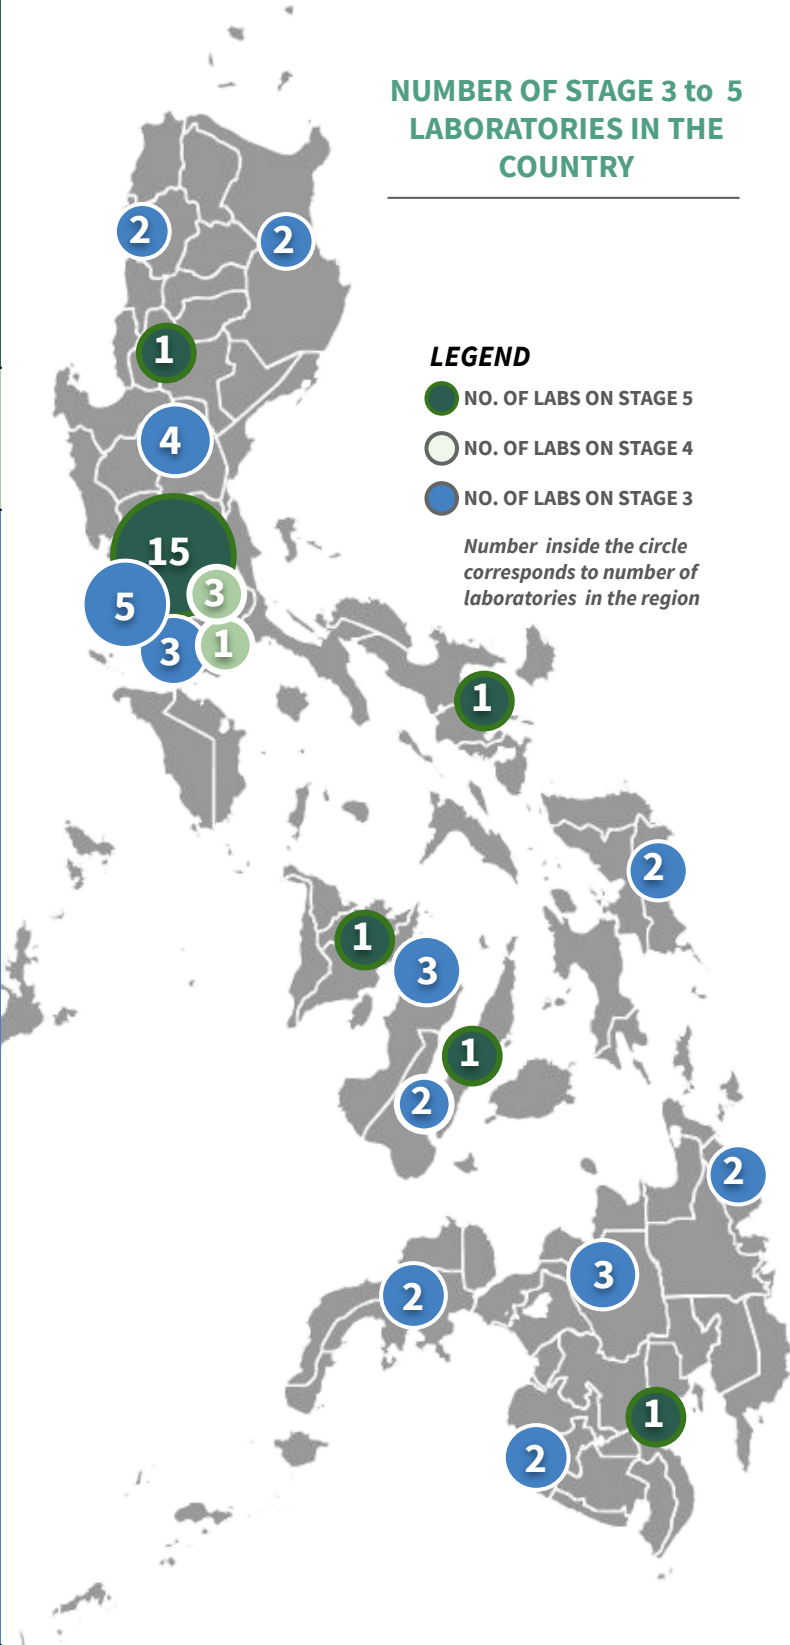 NUMBER OF STAGE 3 to 5
LABORATORIES IN THE
COUNTRY
2
2
1
LEGEND
NO. OF LABS ON STAGE 5
4
NO. OF LABS ON STAGE 4
NO. OF LABS ON STAGE 3
15
Number inside the circle
corresponds to number of
laboratories in the region
3
5
1
3
1
2
1
3
1
2
2
3
2
1
2